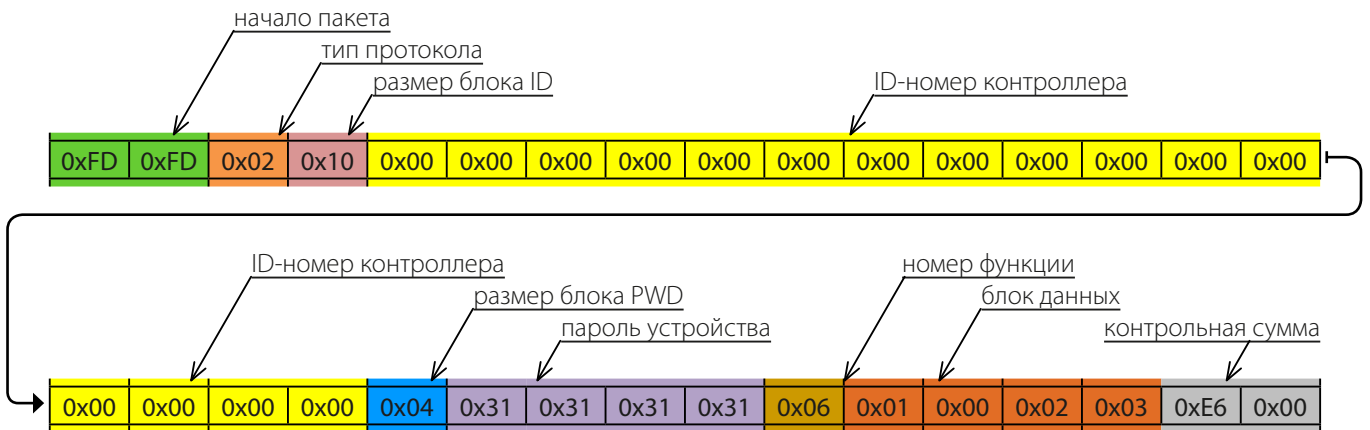 начало пакета
тип протокола
размер блока ID
ID-номер контроллера
0xFD 0xFD 0x02 0x10 0x00 0x00 0x00 0x00 0x00 0x00 0x00 0x00 0x00 0x00 0x00 0x00
ID-номер контроллера
номер функции
размер блока PWD
блок данных
пароль устройства
контрольная сумма
0x00 0x00 0x00 0x00 0x04 0x31 0x31 0x31 0x31 0x06 0x01 0x00 0x02 0x03 0xE6 0x00